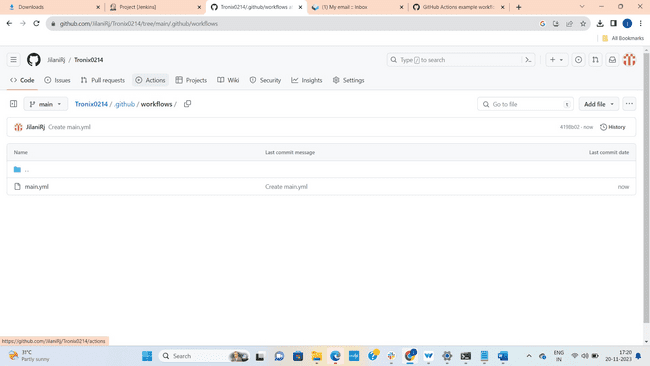 Downloads
Project [Jenkins]
Tronix0214/.github/workflows
(1) My email :: Inbox
GitHub Actions example workfl
github.com/JilaniRj/Tronix0214/tree/main/.github/workflows
All Bookmarks
JilaniRj / Tronix0214
Type / to search
Code
Issues
Pull requests
Actions
Projects
Wiki
Security
Insights
Settings
main
Tronix0214 / .github / workflows /
Go to file
t
Add file
JilaniRj Create main.yml
4198b02 · now
History
Name
Last commit message
Last commit date
..
main.yml
Create main.yml
now
https://github.com/JilaniRj/Tronix0214/actions
31°C
Partly sunny
Search
ENG
IN
17:20
20-11-2023